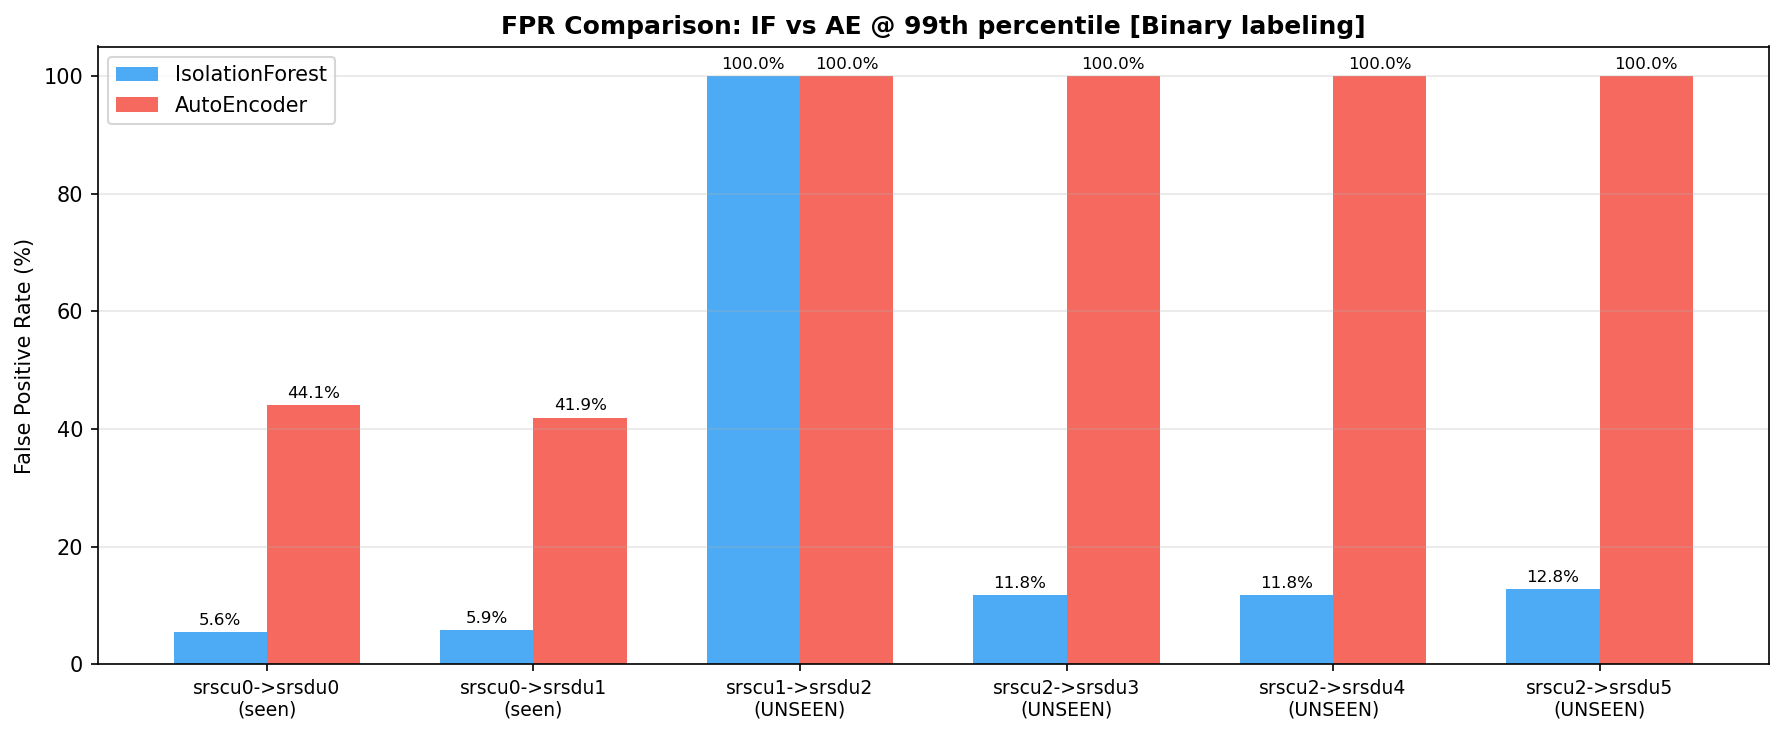 FPR Comparison: IF vs AE @ 99th percentile [Binary labeling]
IsolationForest
AutoEncoder
False Positive Rate (%)
100
80
60
40
20
0
5.6%
44.1%
5.9%
41.9%
100.0%
100.0%
11.8%
100.0%
11.8%
100.0%
12.8%
100.0%
srscu0->srsdu0
(seen)
srscu0->srsdu1
(seen)
srscu1->srsdu2
(UNSEEN)
srscu2->srsdu3
(UNSEEN)
srscu2->srsdu4
(UNSEEN)
srscu2->srsdu5
(UNSEEN)